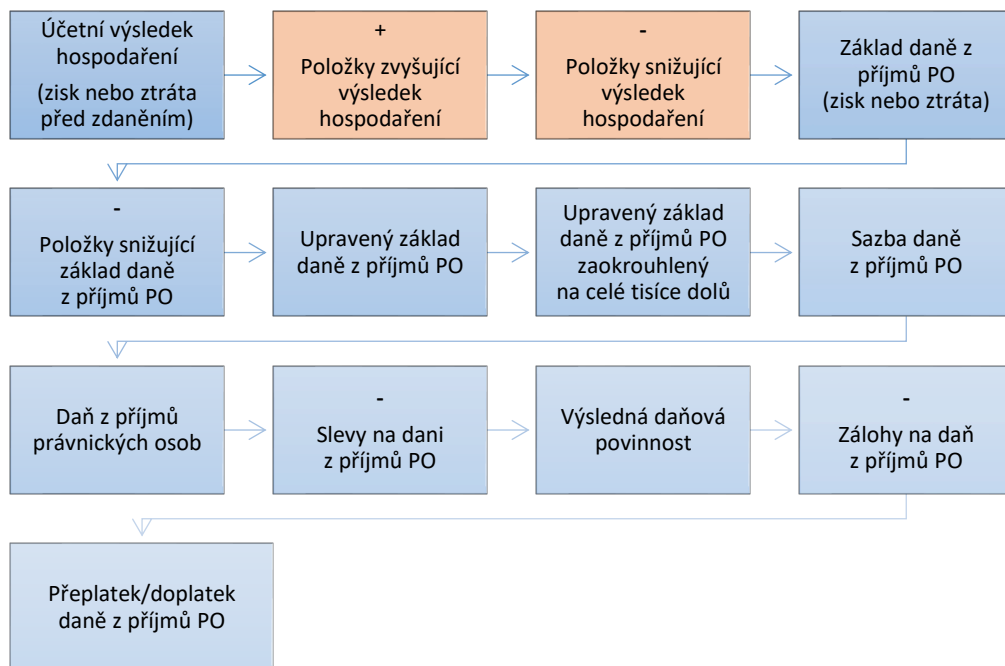 Účetní výsledek
hospodaření
(zisk nebo ztráta
před zdaněním)
+
Položky zvyšující
výsledek
hospodaření
-
Položky snižující
výsledek
hospodaření
Základ daně z
příjmů PO
(zisk nebo ztráta)
-
Položky snižující
základ daně
z příjmů PO
Upravený základ
daně z příjmů PO
Upravený základ
daně z příjmů PO
zaokrouhlený
na celé tisíce dolů
Sazba daně
z příjmů PO
Daň z příjmů
právnických osob
-
Slevy na dani
z příjmů PO
Výsledná daňová
povinnost
-
Zálohy na daň
z příjmů PO
Přeplatek/doplatek
daně z příjmů PO